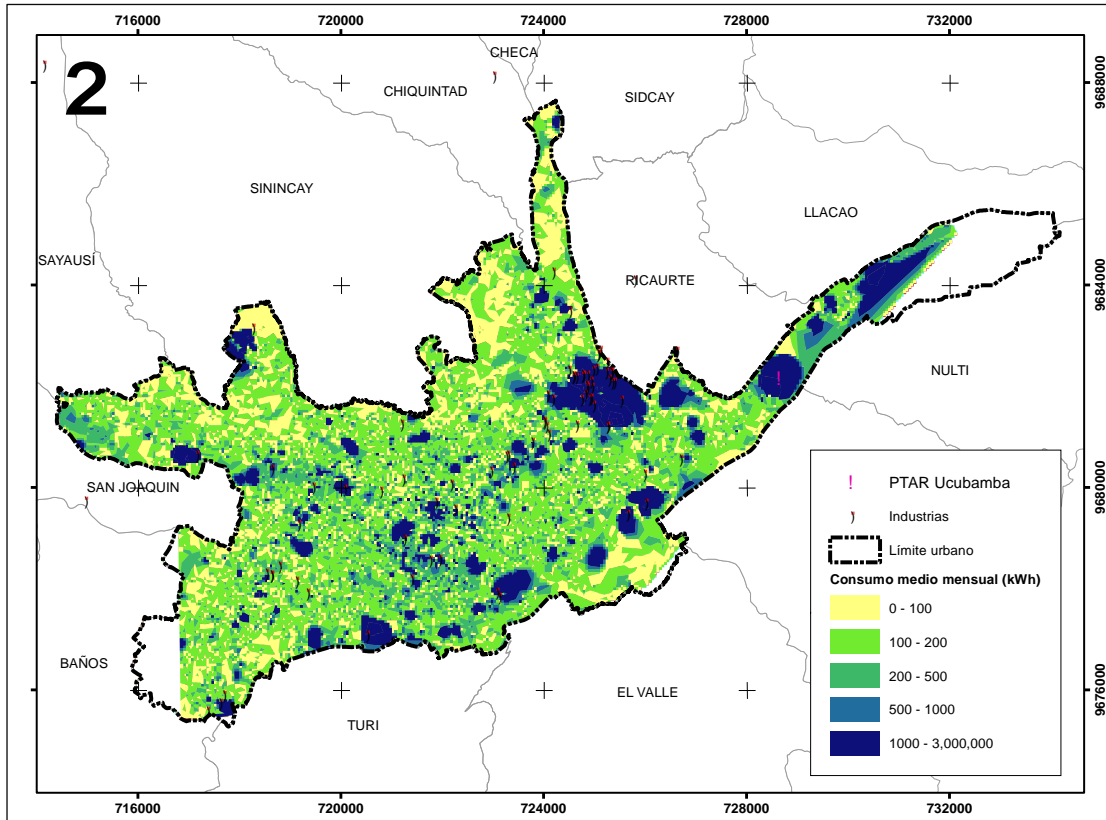 716000 720000 724000 728000 732000
2
CHECA
9688000
CHIQUINTAD
SIDCAY
SININCAY
LLACAO
SAYAUSÍ
RICAURTE
9684000
NULTI
SAN JOAQUIN
9680000
! PTAR Ucubamba
Industrias
Límite urbano
Consumo medio mensual (kWh)
0 - 100
100 - 200
200 - 500
500 - 1000
1000 - 3,000,000
BAÑOS
EL VALLE
9676000
TURI
716000 720000 724000 728000 732000